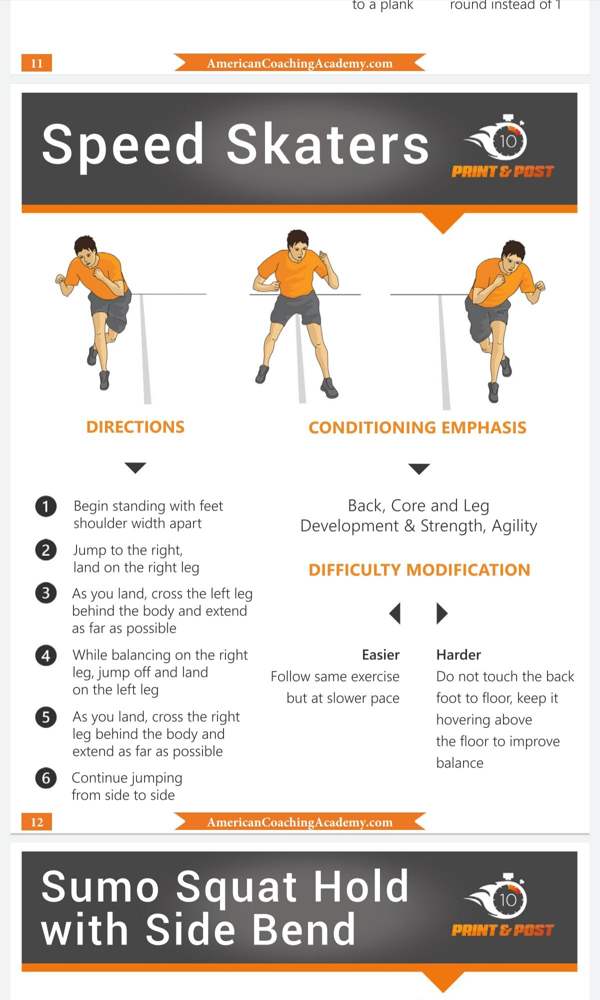 to a plank
round instead of 1
11
AmericanCoachingAcademy.com
Speed Skaters
10
PRINT & POST
DIRECTIONS
1 Begin standing with feet
shoulder width apart
2 Jump to the right,
land on the right leg
3 As you land, cross the left leg
behind the body and extend
as far as possible
4 While balancing on the right
leg, jump off and land
on the left leg
5 As you land, cross the right
leg behind the body and
extend as far as possible
6 Continue jumping
from side to side
CONDITIONING EMPHASIS
Back, Core and Leg
Development & Strength, Agility
DIFFICULTY MODIFICATION
Easier
Follow same exercise
but at slower pace
Harder
Do not touch the back
foot to floor, keep it
hovering above
the floor to improve
balance
12
AmericanCoachingAcademy.com
Sumo Squat Hold
with Side Bend
10
PRINT & POST